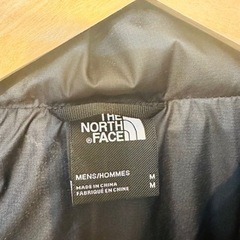 THE
NORTH
®FACE
MENS/HOMMES M
MADE IN CHINA M
FABRIQUÉ EN CHINE